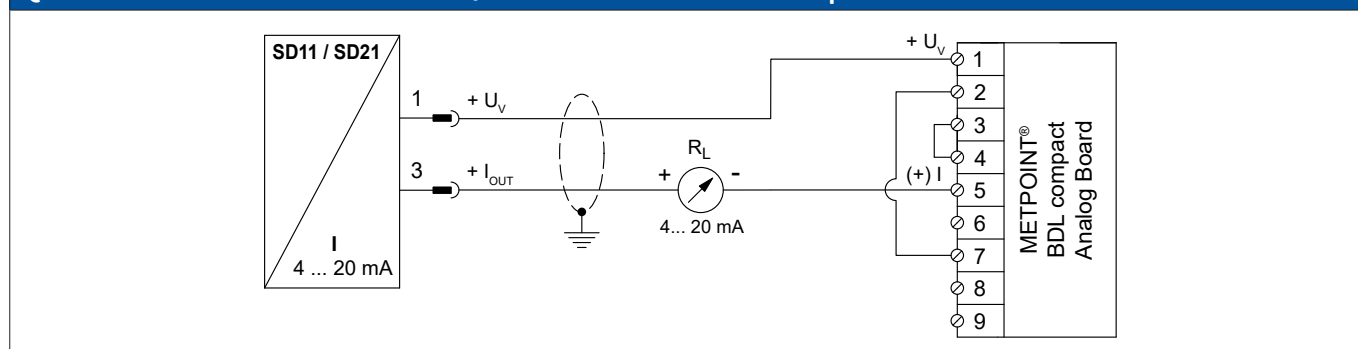 SD11 / SD21
I
4 ... 20 mA
1
+ U_V
3
+ I_OUT
R_L
+
-
4... 20 mA
+ U_V
(+) I
1
2
3
4
5
6
7
8
9
METPOINT®
BDL compact
Analog Board